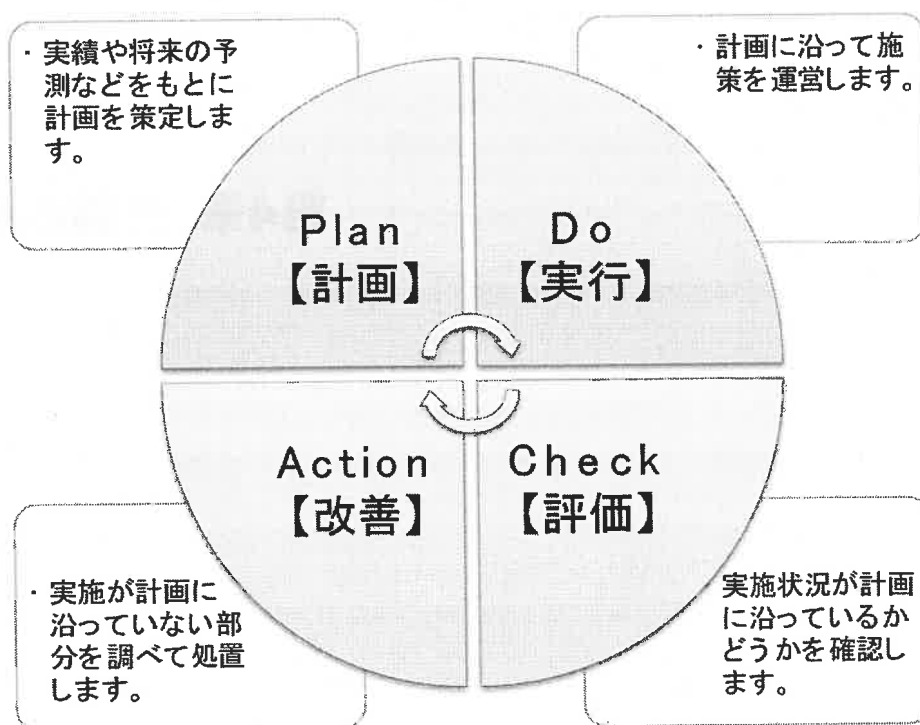 ・実績や将来の予
測などをもとに
計画を策定しま
す。
・計画に沿って施
策を運営します。
Plan
【計画】
Do
【実行】
Action
【改善】
Check
【評価】
・実施が計画に
沿っていない部
分を調べて処置
します。
実施状況が計画
に沿っているか
どうかを確認し
ます。